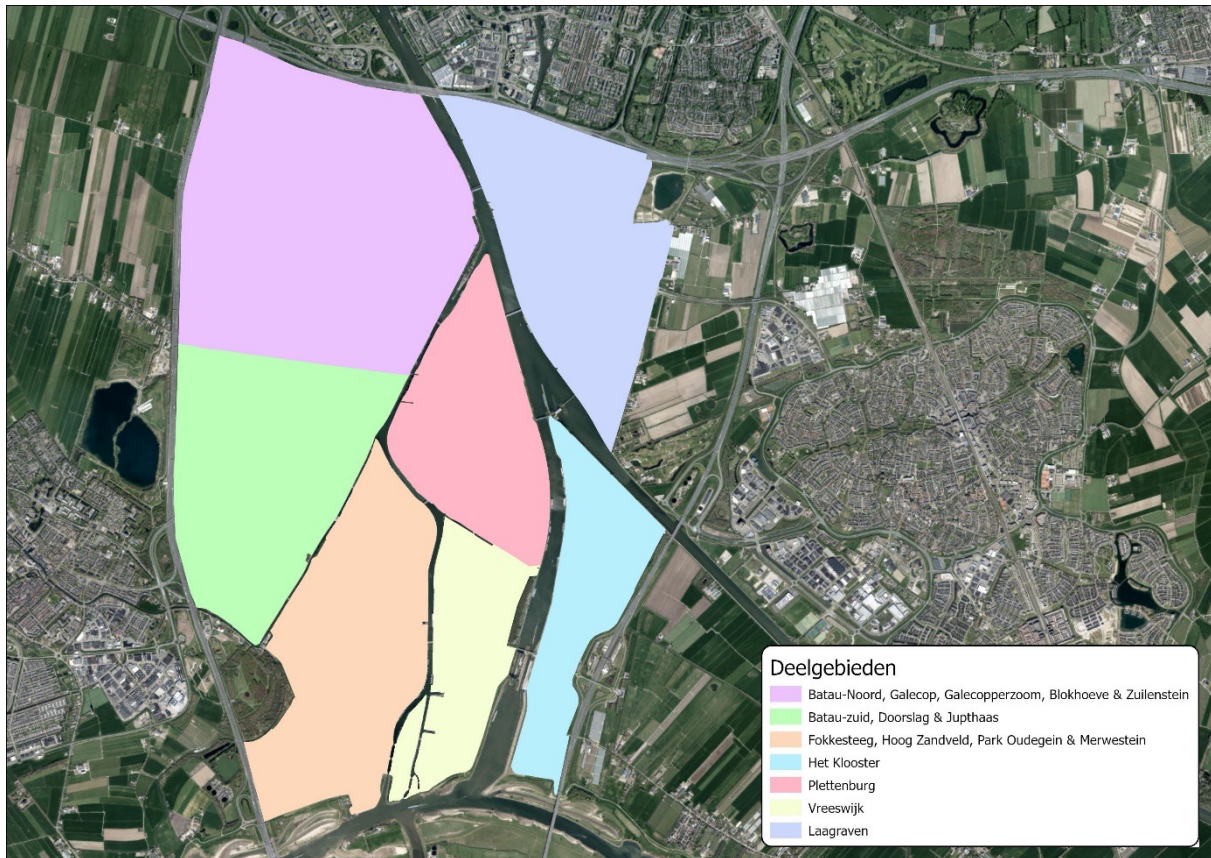 Deelgebieden
Batau-Noord, Galecop, Galecopperzoom, Blokhoeve & Zuilenstein
Batau-zuid, Doorslag & Jupthaas
Fokkesteeg, Hoog Zandveld, Park Oudegein & Merwestein
Het Klooster
Plettenburg
Vreeswijk
Laagraven